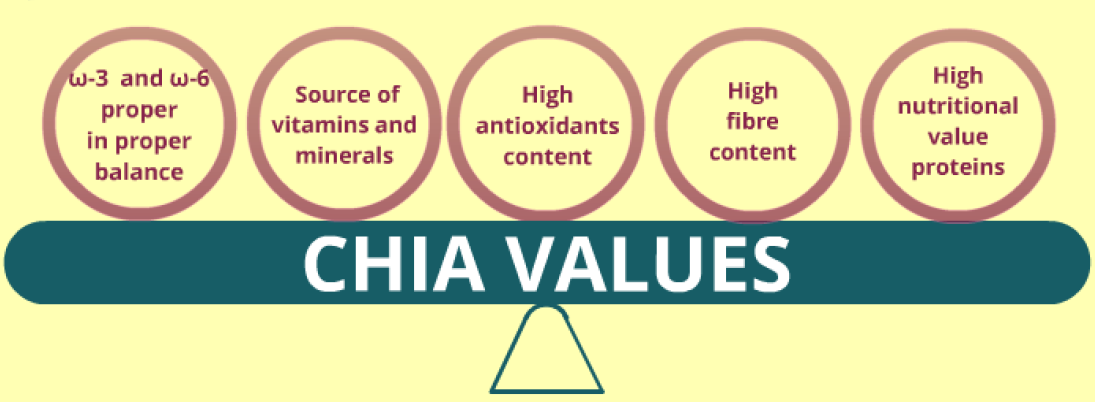 ω-3 and ω-6
proper
in proper
balance
Source of
vitamins and
minerals
High
antioxidants
content
High
fibre
content
High
nutritional
value
proteins
CHIA VALUES